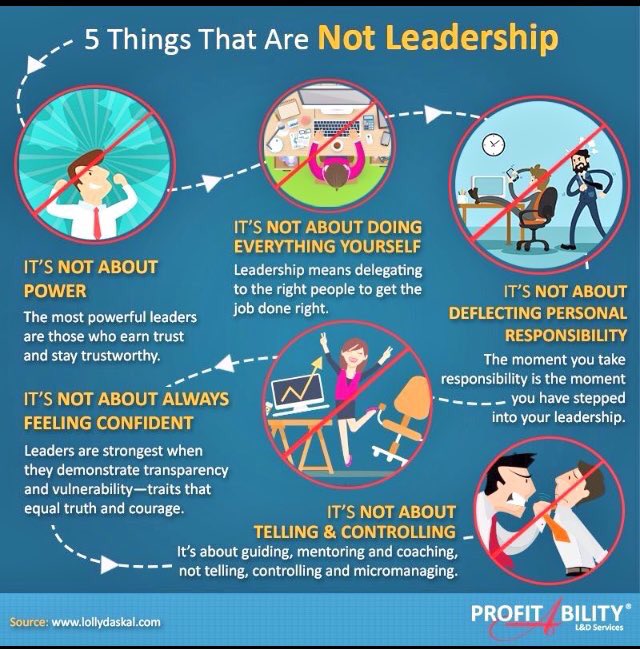 5 Things That Are Not Leadership
IT'S NOT ABOUT
POWER
The most powerful leaders
are those who earn trust
and stay trustworthy.
IT'S NOT ABOUT DOING
EVERYTHING YOURSELF
Leadership means delegating
to the right people to get the
job done right.
IT'S NOT ABOUT
DEFLECTING PERSONAL
RESPONSIBILITY
The moment you take
responsibility is the moment
you have stepped
into your leadership.
IT'S NOT ABOUT ALWAYS
FEELING CONFIDENT
Leaders are strongest when
they demonstrate transparency
and vulnerability—traits that
equal truth and courage.
IT'S NOT ABOUT
TELLING & CONTROLLING
It's about guiding, mentoring and coaching,
not telling, controlling and micromanaging.
Source: www.lollydaskal.com
PROFITABILITY®
L&D Services